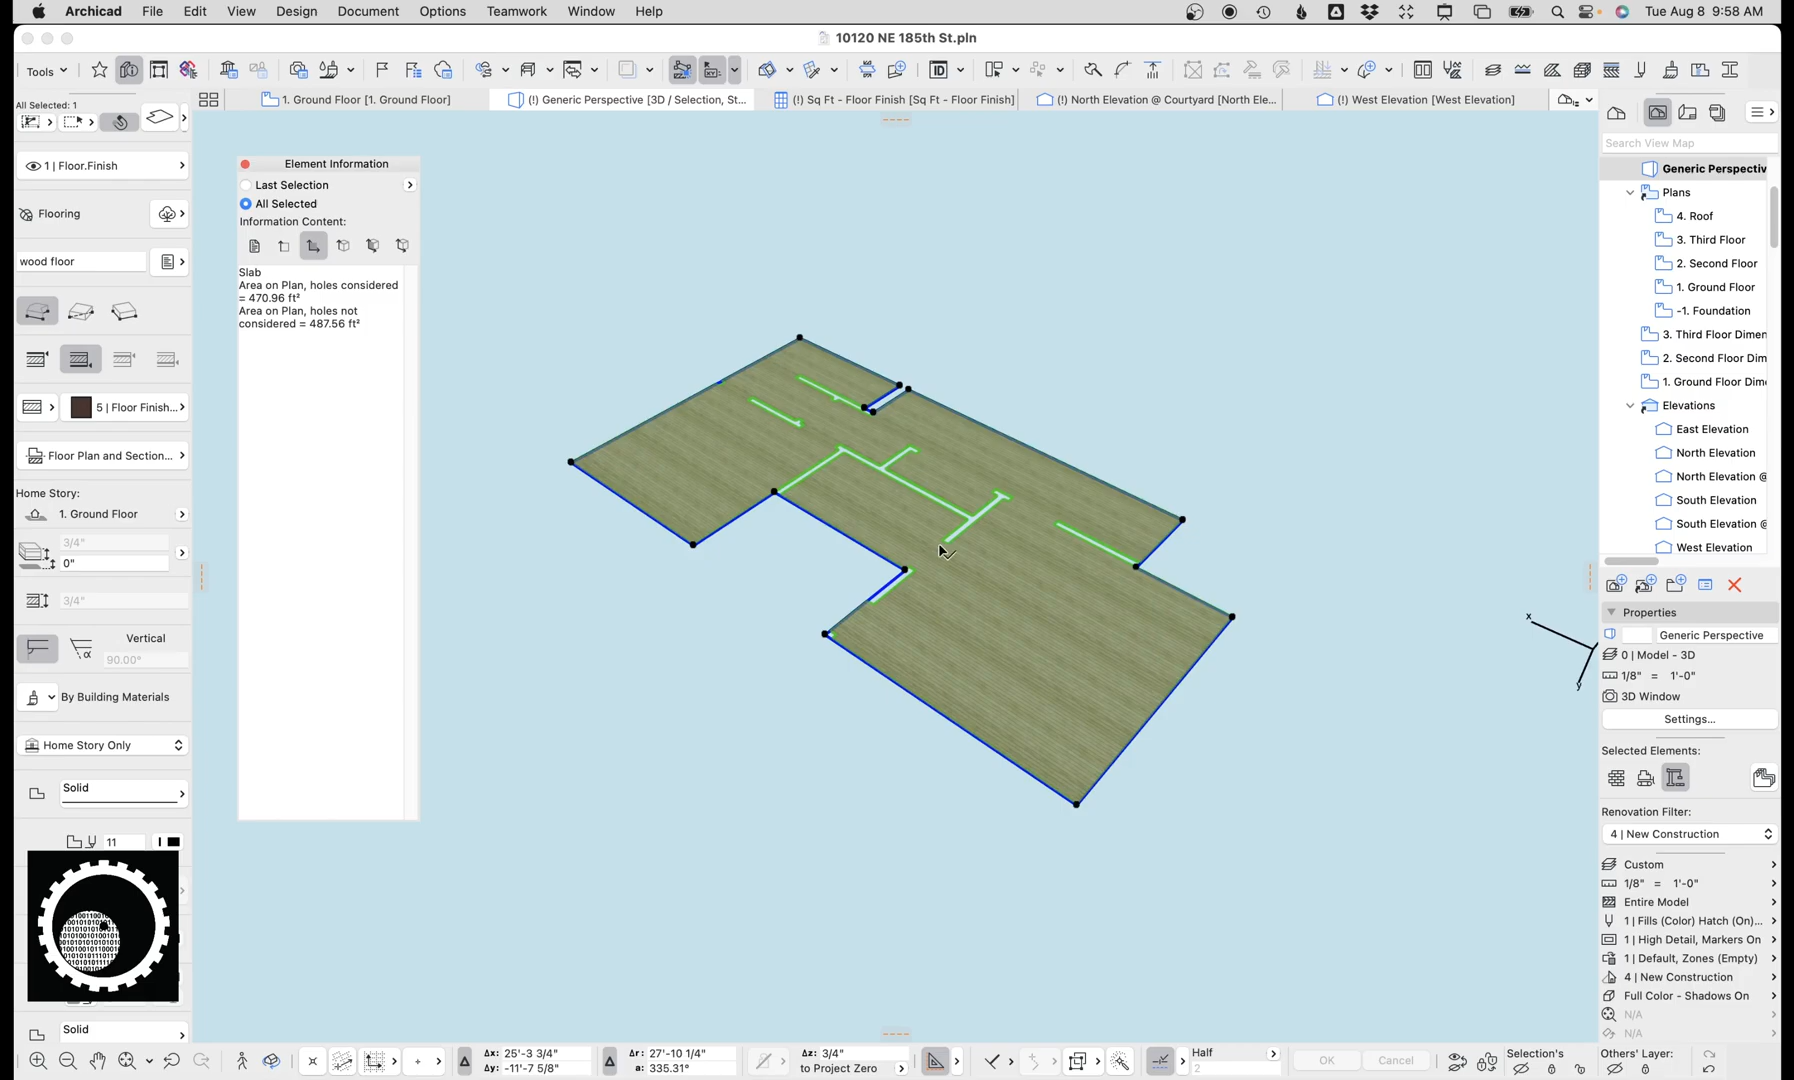 Archicad File Edit View Design Document Options Teamwork Window Help Tue Aug 8 9:58 AM
10120 NE 185th St.pln
Tools
All Selected: 1
1. Ground Floor [1. Ground Floor]
(!) Generic Perspective [3D / Selection, St...
(!) Sq Ft - Floor Finish [Sq Ft - Floor Finish]
(!) North Elevation @ Courtyard [North Ele...
(!) West Elevation [West Elevation]
1 | Floor.Finish
Flooring
wood floor
5 | Floor Finish...
Floor Plan and Section...
Home Story:
1. Ground Floor
3/4"
0"
3/4"
Vertical
90.00°
By Building Materials
Home Story Only
Solid
11
Solid
Element Information
Last Selection
All Selected
Information Content:
Slab
Area on Plan, holes considered
= 470.96 ft²
Area on Plan, holes not
considered = 487.56 ft²
x
y
Search View Map
Generic Perspectiv
Plans
4. Roof
3. Third Floor
2. Second Floor
1. Ground Floor
-1. Foundation
3. Third Floor Dimen
2. Second Floor Dim
1. Ground Floor Dime
Elevations
East Elevation
North Elevation
North Elevation @
South Elevation
South Elevation @
West Elevation
Properties
Generic Perspective
0 | Model - 3D
1/8" = 1'-0"
3D Window
Settings...
Selected Elements:
Renovation Filter:
4 | New Construction
Custom
1/8" = 1'-0"
Entire Model
1 | Fills (Color) Hatch (On)...
1 | High Detail, Markers On
1 | Default, Zones (Empty)
4 | New Construction
Full Color - Shadows On
N/A
N/A
Δx: 25'-3 3/4"
Δy: -11'-7 5/8"
Δr: 27'-10 1/4"
a: 335.31°
Δz: 3/4"
to Project Zero
Half
2
OK
Cancel
Selection's
Others' Layer: